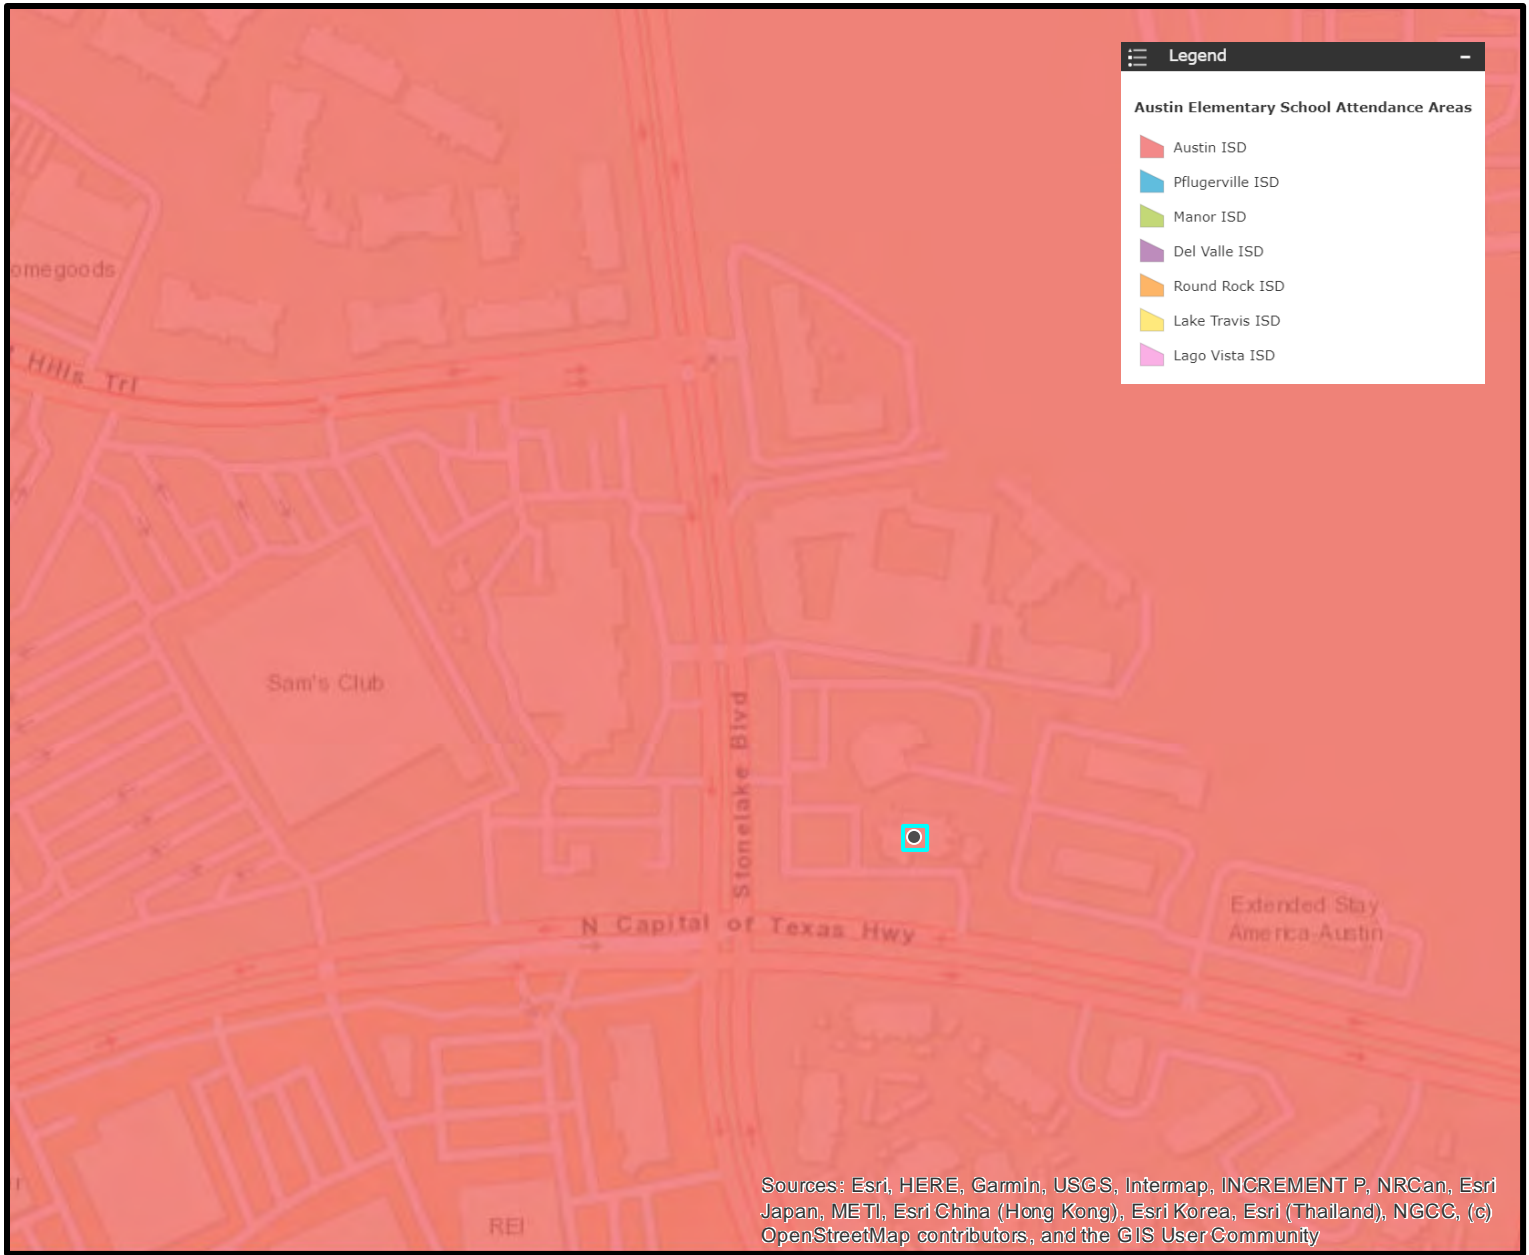 Legend
Austin Elementary School Attendance Areas
Austin ISD
Pflugerville ISD
Manor ISD
Del Valle ISD
Round Rock ISD
Lake Travis ISD
Lago Vista ISD
omegoods
Hills Trl
Sam's Club
Stonelake Blvd
N Capital of Texas Hwy
Extended Stay
America-Austin
r
REI
Sources: Esri, HERE, Garmin, USGS, Intermap, INCREMENT P, NRCan, Esri
Japan, METI, Esri China (Hong Kong), Esri Korea, Esri (Thailand), NGCC, (c)
OpenStreetMap contributors, and the GIS User Community